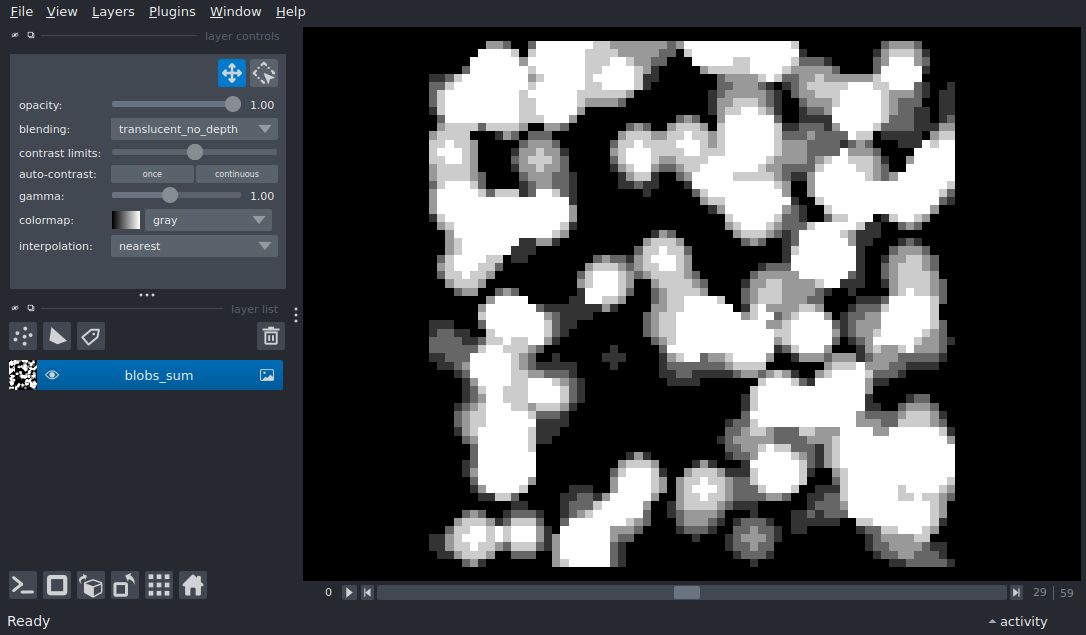 File View Layers Plugins Window Help
layer controls
opacity: 1.00
blending: translucent_no_depth
contrast limits:
auto-contrast: once continuous
gamma: 1.00
colormap: gray
interpolation: nearest
layer list
blobs_sum
0 29 59
Ready activity